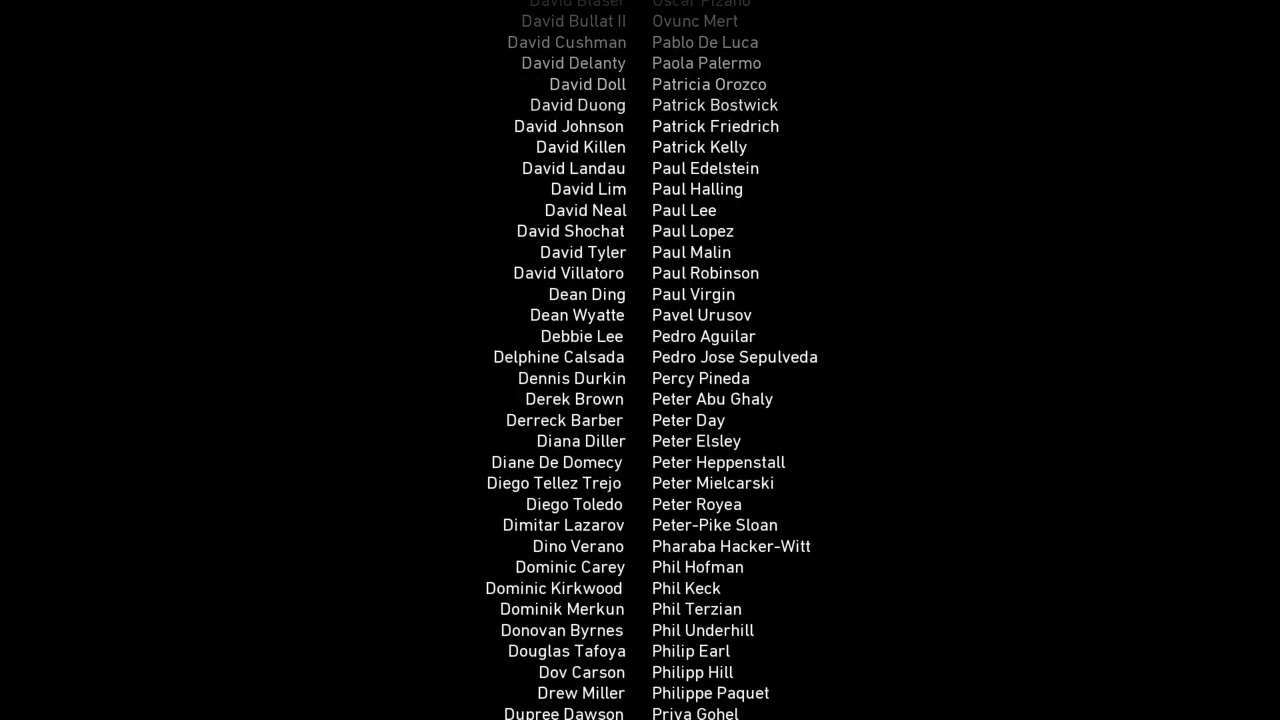 David Blaser Oscar Pizano
David Bullat II Ovunc Mert
David Cushman Pablo De Luca
David Delanty Paola Palermo
David Doll Patricia Orozco
David Duong Patrick Bostwick
David Johnson Patrick Friedrich
David Killen Patrick Kelly
David Landau Paul Edelstein
David Lim Paul Halling
David Neal Paul Lee
David Shochat Paul Lopez
David Tyler Paul Malin
David Villatoro Paul Robinson
Dean Ding Paul Virgin
Dean Wyatte Pavel Urusov
Debbie Lee Pedro Aguilar
Delphine Calsada Pedro Jose Sepulveda
Dennis Durkin Percy Pineda
Derek Brown Peter Abu Ghaly
Derreck Barber Peter Day
Diana Diller Peter Elsley
Diane De Domecy Peter Heppenstall
Diego Tellez Trejo Peter Mielcarski
Diego Toledo Peter Royea
Dimitar Lazarov Peter-Pike Sloan
Dino Verano Pharaba Hacker-Witt
Dominic Carey Phil Hofman
Dominic Kirkwood Phil Keck
Dominik Merkun Phil Terzian
Donovan Byrnes Phil Underhill
Douglas Tafoya Philip Earl
Dov Carson Philipp Hill
Drew Miller Philippe Paquet
Dupree Dawson Priya Gohel